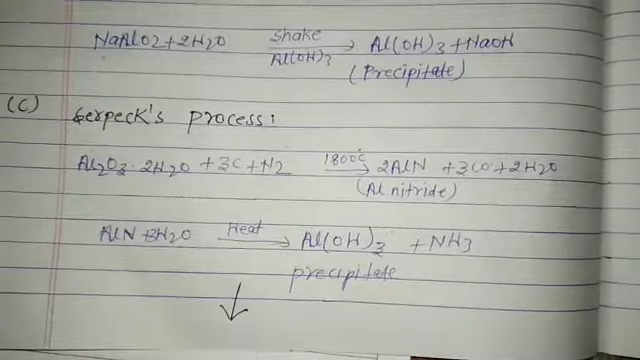 NaAlO2+2H2O shake Al(OH)3 → Al(OH)3+NaOH
(Precipitate)
(C) Serpeck's process:
Al2O3.2H2O +3C+N2 1800°C → 2AlN +3CO+2H2O
(Al nitride)
AlN+3H2O Heat → Al(OH)3 +NH3
precipitate
↓